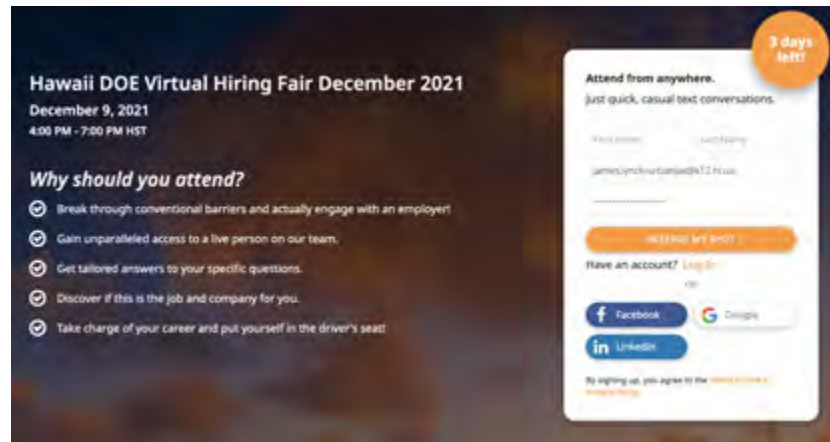 Hawaii DOE Virtual Hiring Fair December 2021
December 9, 2021
4:00 PM - 7:00 PM HST
Why should you attend?
Break through conventional barriers and actually engage with an employer!
Gain unparalleled access to a live person on our team.
Get tailored answers to your specific questions.
Discover if this is the job and company for you.
Take charge of your career and put yourself in the driver's seat!
3 days
left!
Attend from anywhere.
Just quick, casual text conversations.
First Name Last Name
RESERVE MY SPOT
Have an account? Log In
OR
Facebook
Google
LinkedIn
By signing up, you agree to the